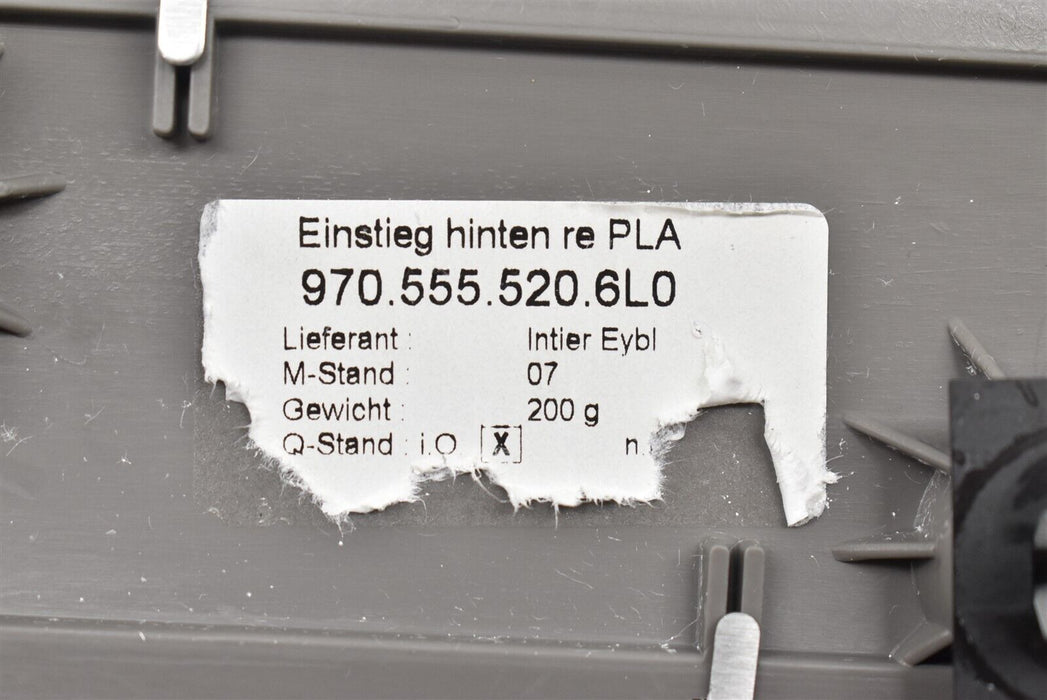 Einstieg hinten re PLA
970.555.520.6L0
Lieferant : Intier Eybl
M-Stand : 07
Gewicht : 200 g
Q-Stand : i.O [X] n.